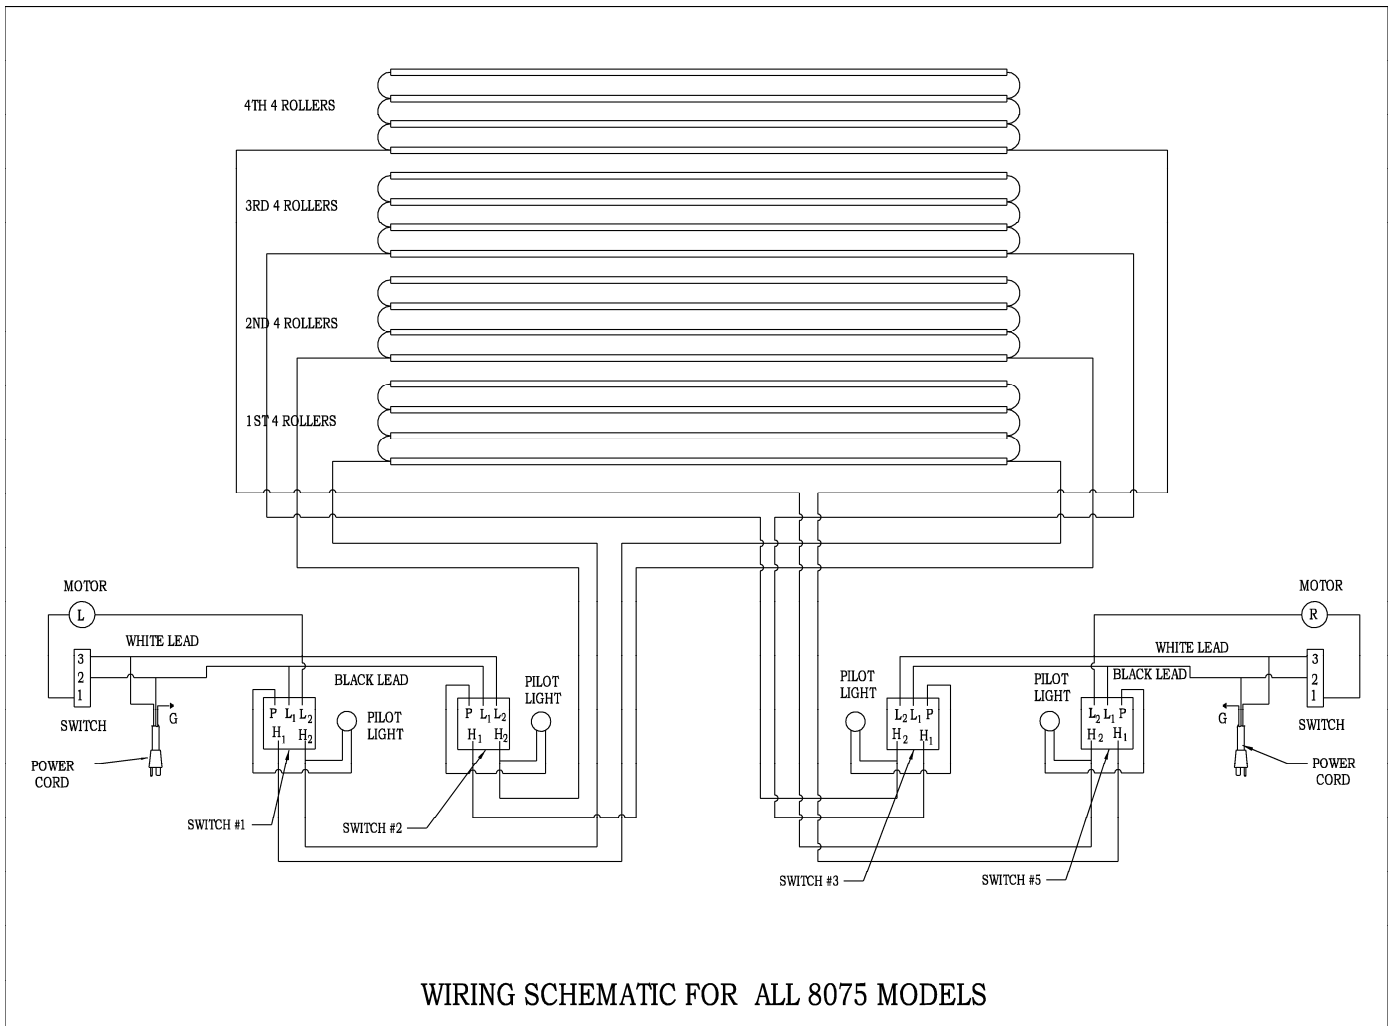 4TH 4 ROLLERS
3RD 4 ROLLERS
2ND 4 ROLLERS
1ST 4 ROLLERS
MOTOR
L
WHITE LEAD
3
2
1
SWITCH
G
POWER
CORD
BLACK LEAD
P L1 L2
H1 H2
PILOT
LIGHT
SWITCH #1
P L1 L2
H1 H2
PILOT
LIGHT
SWITCH #2
PILOT
LIGHT
L2 L1 P
H2 H1
SWITCH #3
PILOT
LIGHT
L2 L1 P
H2 H1
SWITCH #5
MOTOR
R
WHITE LEAD
BLACK LEAD
3
2
1
SWITCH
G
POWER
CORD
WIRING SCHEMATIC FOR ALL 8075 MODELS